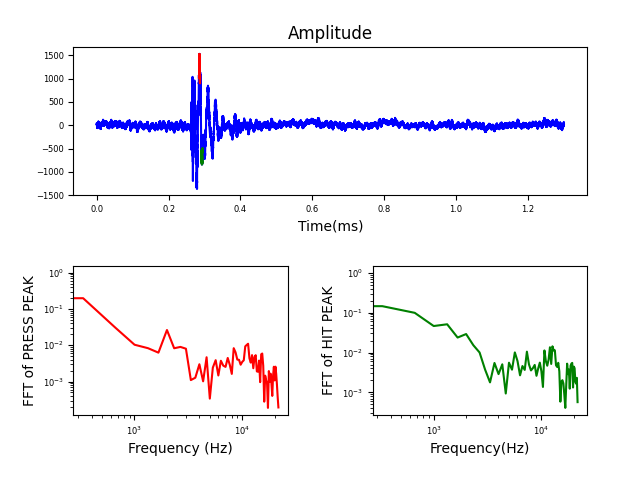 Amplitude
1500
1000
500
0
−500
−1000
−1500
0.0 0.2 0.4 0.6 0.8 1.0 1.2
Time(ms)
FFT of PRESS PEAK
10⁰
10⁻¹
10⁻²
10⁻³
10³ 10⁴
Frequency (Hz)
FFT of HIT PEAK
10⁰
10⁻¹
10⁻²
10⁻³
10³ 10⁴
Frequency(Hz)